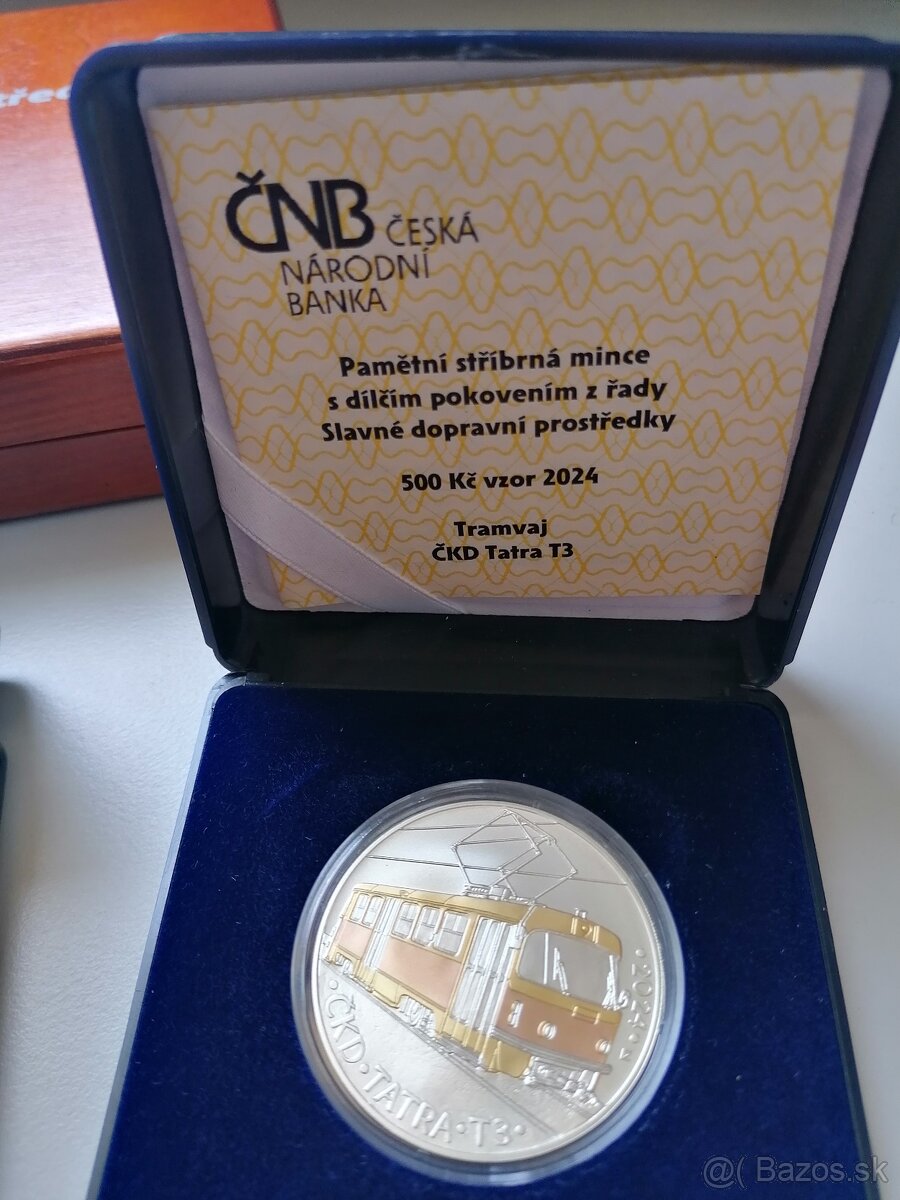 ČNB ČESKÁ
NÁRODNÍ
BANKA
Pamětní stříbrná mince
s dílčím pokovením z řady
Slavné dopravní prostředky
500 Kč vzor 2024
Tramvaj
ČKD Tatra T3
•2024•
•ČKD•TATRA•T3•
@( Bazos.sk